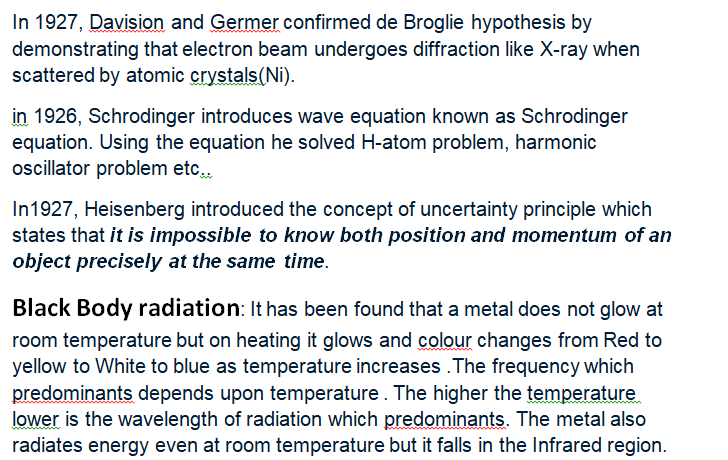 In 1927, Davision and Germer confirmed de Broglie hypothesis by
demonstrating that electron beam undergoes diffraction like X-ray when
scattered by atomic crystals(Ni).
in 1926, Schrodinger introduces wave equation known as Schrodinger
equation. Using the equation he solved H-atom problem, harmonic
oscillator problem etc..
In1927, Heisenberg introduced the concept of uncertainty principle which
states that it is impossible to know both position and momentum of an
object precisely at the same time.
Black Body radiation: It has been found that a metal does not glow at
room temperature but on heating it glows and colour changes from Red to
yellow to White to blue as temperature increases .The frequency which
predominants depends upon temperature . The higher the temperature
lower is the wavelength of radiation which predominants. The metal also
radiates energy even at room temperature but it falls in the Infrared region.